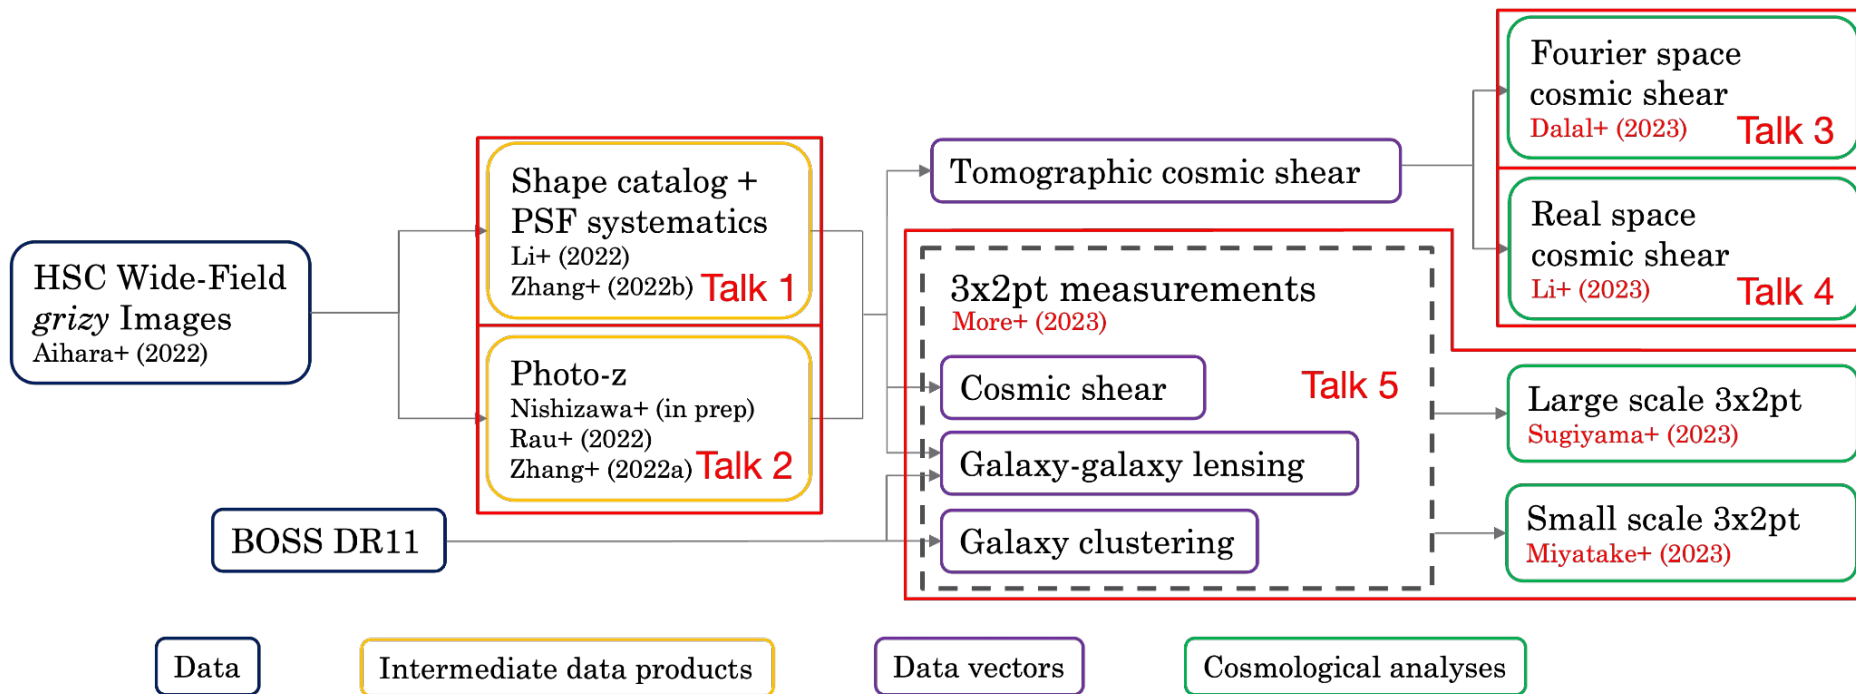 HSC Wide-Field
grizy Images
Aihara+ (2022)
Shape catalog +
PSF systematics
Li+ (2022)
Zhang+ (2022b) Talk 1
Photo-z
Nishizawa+ (in prep)
Rau+ (2022)
Zhang+ (2022a) Talk 2
BOSS DR11
Tomographic cosmic shear
3x2pt measurements
More+ (2023)
Cosmic shear
Talk 5
Galaxy-galaxy lensing
Galaxy clustering
Fourier space
cosmic shear
Dalal+ (2023) Talk 3
Real space
cosmic shear
Li+ (2023) Talk 4
Large scale 3x2pt
Sugiyama+ (2023)
Small scale 3x2pt
Miyatake+ (2023)
Data
Intermediate data products
Data vectors
Cosmological analyses